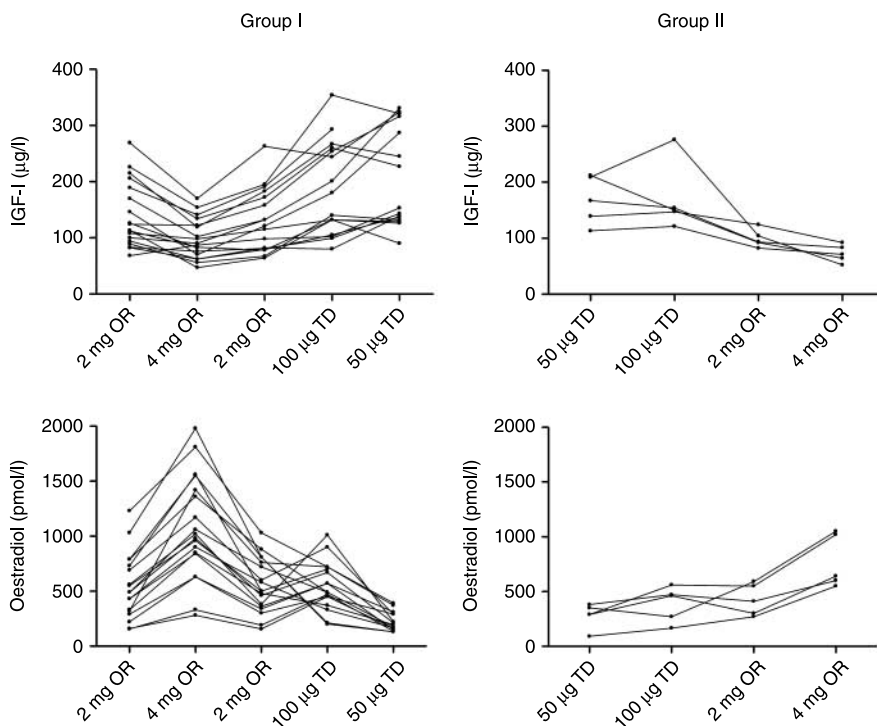 Group I
Group II
IGF-I (µg/l)
400
300
200
100
0
2 mg OR
4 mg OR
2 mg OR
100 µg TD
50 µg TD
IGF-I (µg/l)
400
300
200
100
0
50 µg TD
100 µg TD
2 mg OR
4 mg OR
Oestradiol (pmol/l)
2000
1500
1000
500
0
2 mg OR
4 mg OR
2 mg OR
100 µg TD
50 µg TD
Oestradiol (pmol/l)
2000
1500
1000
500
0
50 µg TD
100 µg TD
2 mg OR
4 mg OR